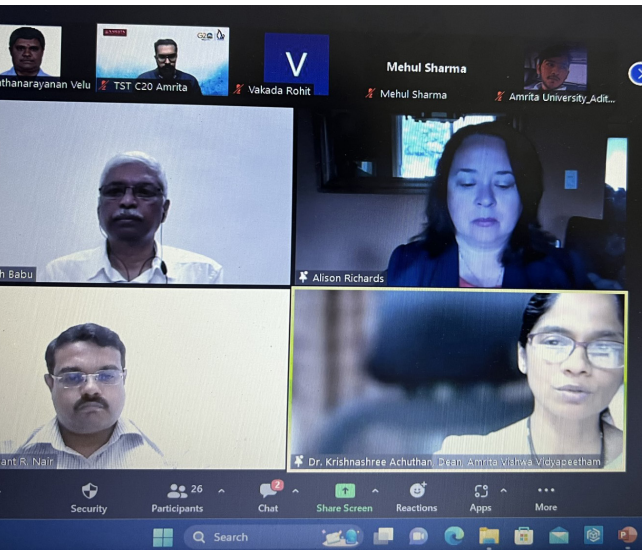 G20
thanarayanan Velu
TST C20 Amrita
V
Vakada Rohit
Mehul Sharma
Mehul Sharma
Amrita University_Adit...
h Babu
Alison Richards
ant R. Nair
Dr. Krishnashree Achuthan, Dean, Amrita Vishwa Vidyapeetham
Security
26
Participants
2
Chat
Share Screen
Reactions
Apps
More
Search
P